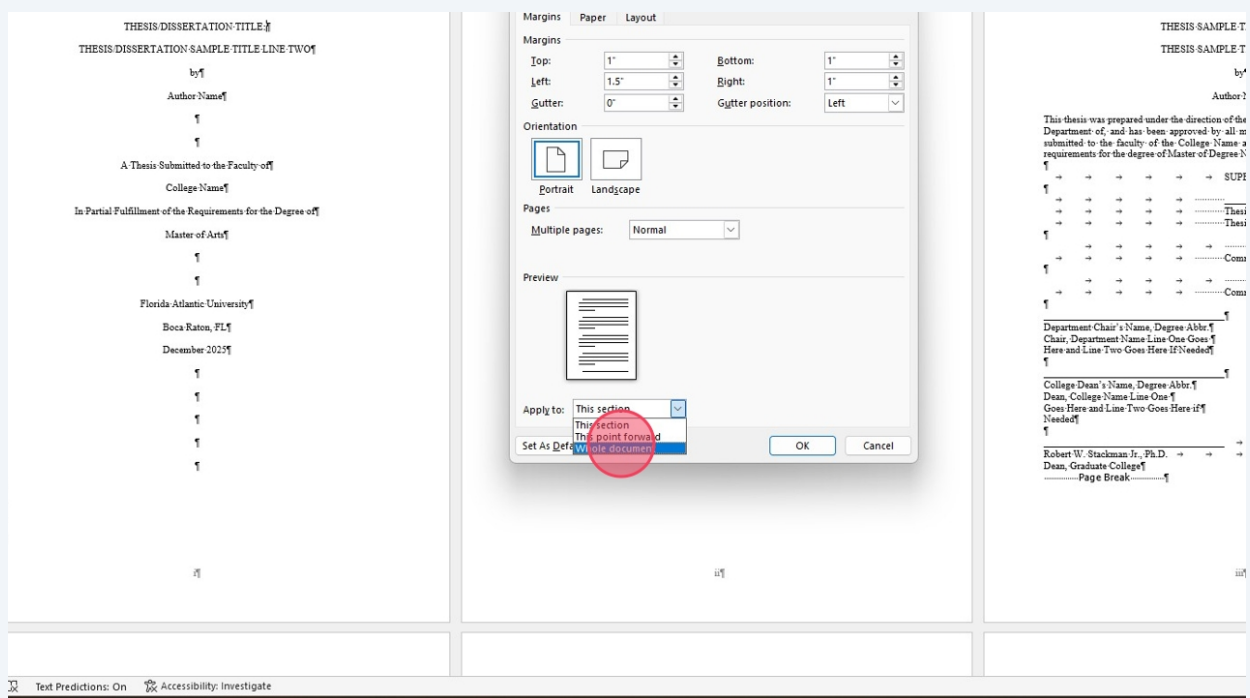 THESIS/DISSERTATION·TITLE:¶
THESIS/DISSERTATION·SAMPLE·TITLE·LINE·TWO¶
by¶
Author·Name¶
¶
¶
A·Thesis·Submitted·to·the·Faculty·of¶
College·Name¶
In·Partial·Fulfillment·of·the·Requirements·for·the·Degree·of¶
Master·of·Arts¶
¶
¶
Florida·Atlantic·University¶
Boca·Raton,·FL¶
December·2025¶
¶
¶
¶
¶
¶
i¶
Margins Paper Layout
Margins
Top: 1" Bottom: 1"
Left: 1.5" Right: 1"
Gutter: 0" Gutter position: Left
Orientation
Portrait Landscape
Pages
Multiple pages: Normal
Preview
Apply to: This section
This section
This point forward
Whole document
Set As OK Cancel
ii¶
THESIS·SAMPLE
THESIS·SAMPLE
by¶
Author
This·thesis·was·prepared·under·the·direction·of·the
Department·of,·and·has·been·approved·by·all
submitted·to·the·faculty·of·the·College·Name
requirements·for·the·degree·of·Master·of·Degree
¶
→ → → → →
¶
→ → → →
→ → → →
→ → → →
¶
→ → → →
→ → → →
¶
→ → → →
→ → → →
¶
¶
Department·Chair's·Name,·Degree·Abbr.¶
Chair,·Department·Name·Line·One·Goes·¶
Here·and·Line·Two·Goes·Here·If·Needed¶
¶
¶
College·Dean's·Name,·Degree·Abbr.¶
Dean,·College·Name·Line·One·¶
Goes·Here·and·Line·Two·Goes·Here·if¶
Needed¶
¶
→
Robert·W.·Stackman·Jr.,·Ph.D. → → →
Dean,·Graduate·College¶
Page Break¶
iii¶
Text Predictions: On Accessibility: Investigate